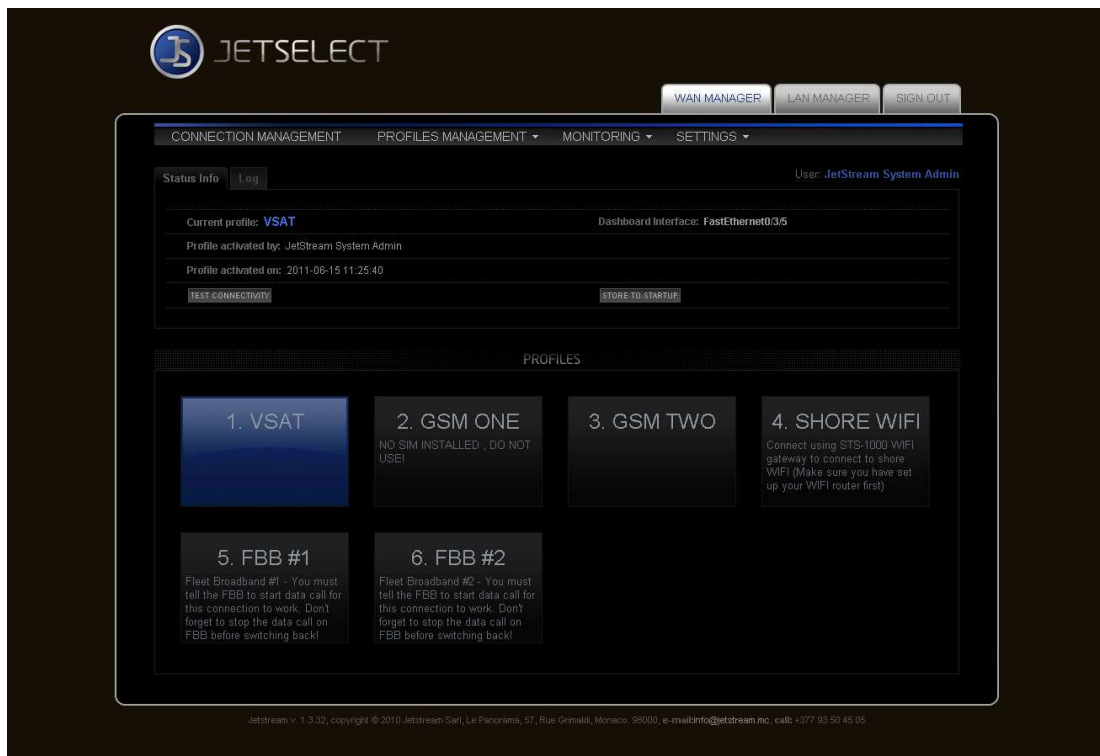 JS JETSELECT
WAN MANAGER LAN MANAGER SIGN OUT
CONNECTION MANAGEMENT PROFILES MANAGEMENT MONITORING SETTINGS
Status Info Log User: JetStream System Admin
Current profile: VSAT Dashboard Interface: FastEthernet0/3/5
Profile activated by: JetStream System Admin
Profile activated on: 2011-06-15 11:25:40
TEST CONNECTIVITY STORE TO STARTUP
PROFILES
1. VSAT
2. GSM ONE
NO SIM INSTALLED , DO NOT
USE!
3. GSM TWO
4. SHORE WIFI
Connect using STS-1000 WIFI
gateway to connect to shore
WIFI (Make sure you have set
up your WIFI router first)
5. FBB #1
Fleet Broadband #1 - You must
tell the FBB to start data call for
this connection to work. Don't
forget to stop the data call on
FBB before switching back!
6. FBB #2
Fleet Broadband #2 - You must
tell the FBB to start data call for
this connection to work. Don't
forget to stop the data call on
FBB before switching back!
Jetstream v. 1.3.32, copyright © 2010 Jetstream Sarl, Le Panorama, 57, Rue Grimaldi, Monaco. 98000, e-mail:info@jetstream.mc, call: +377 93 50 45 05